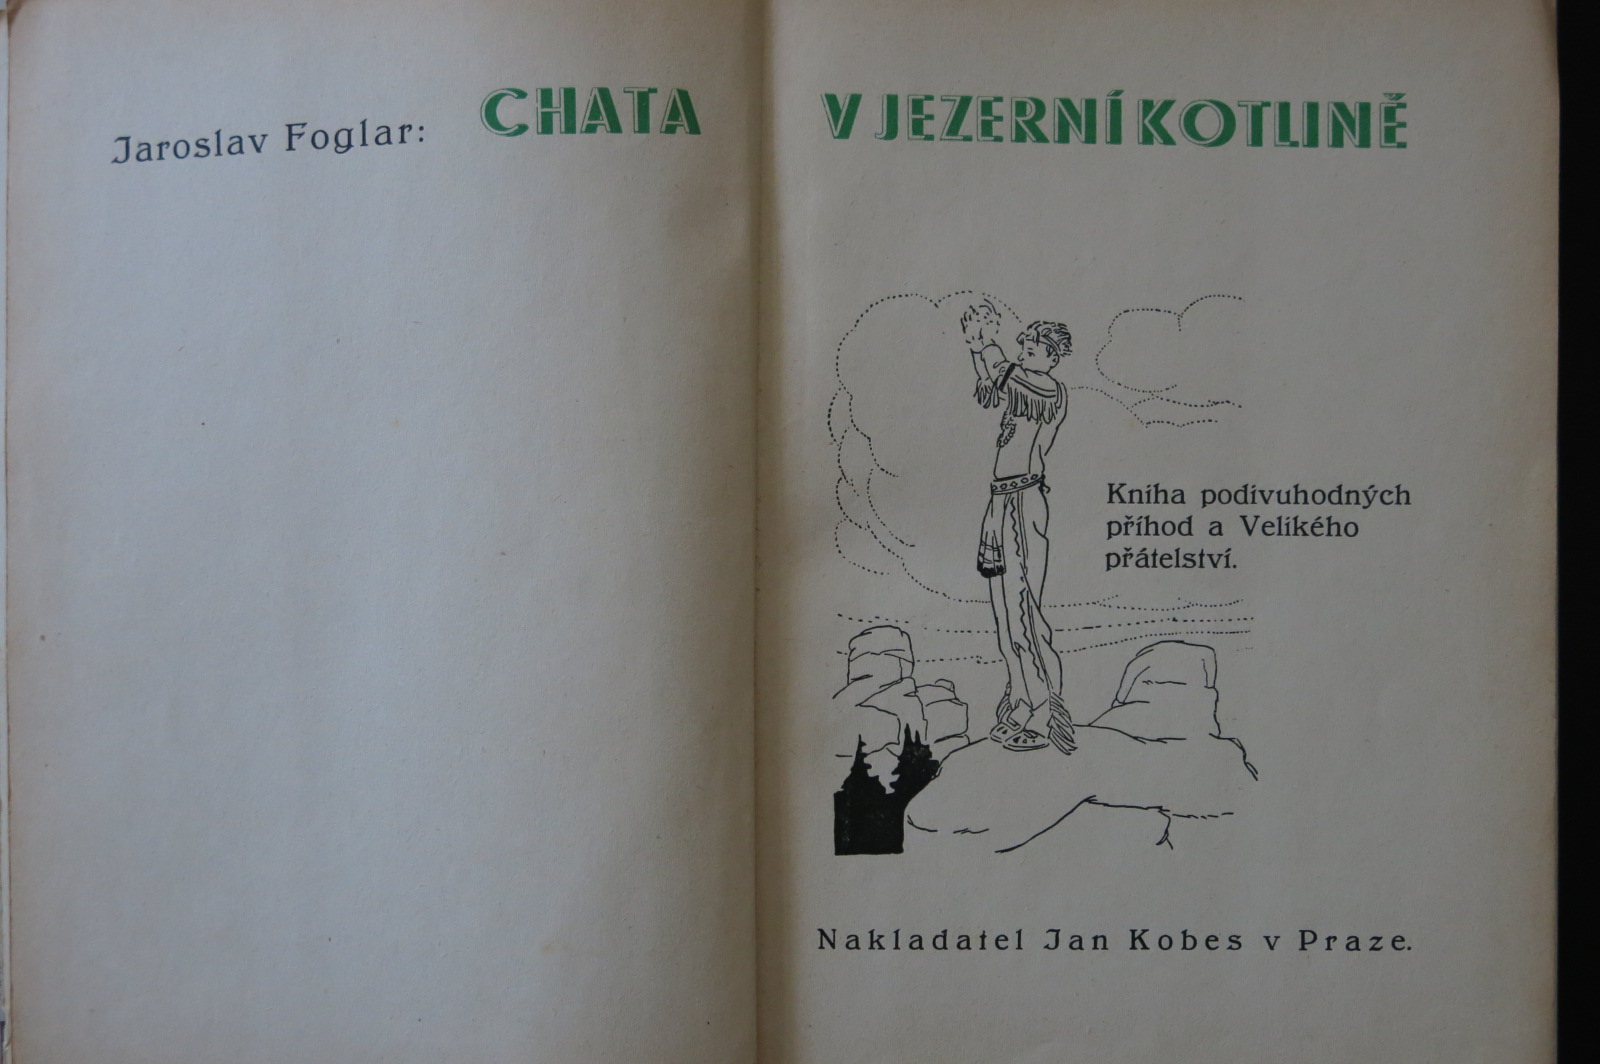 Jaroslav Foglar: CHATA V JEZERNÍ KOTLINĚ
Kniha podivuhodných
příhod a Velikého
přátelství.
Nakladatel Jan Kobes v Praze.